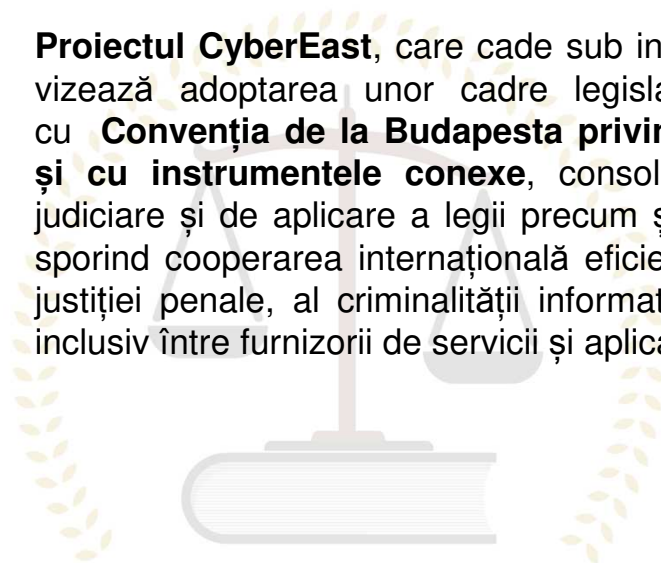 Proiectul CyberEast, care cade sub in
vizează adoptarea unor cadre legisla
cu Convenția de la Budapesta privin
și cu instrumentele conexe, consol
judiciare și de aplicare a legii precum ș
sporind cooperarea internațională eficie
justiției penale, al criminalității informat
inclusiv între furnizorii de servicii și aplica